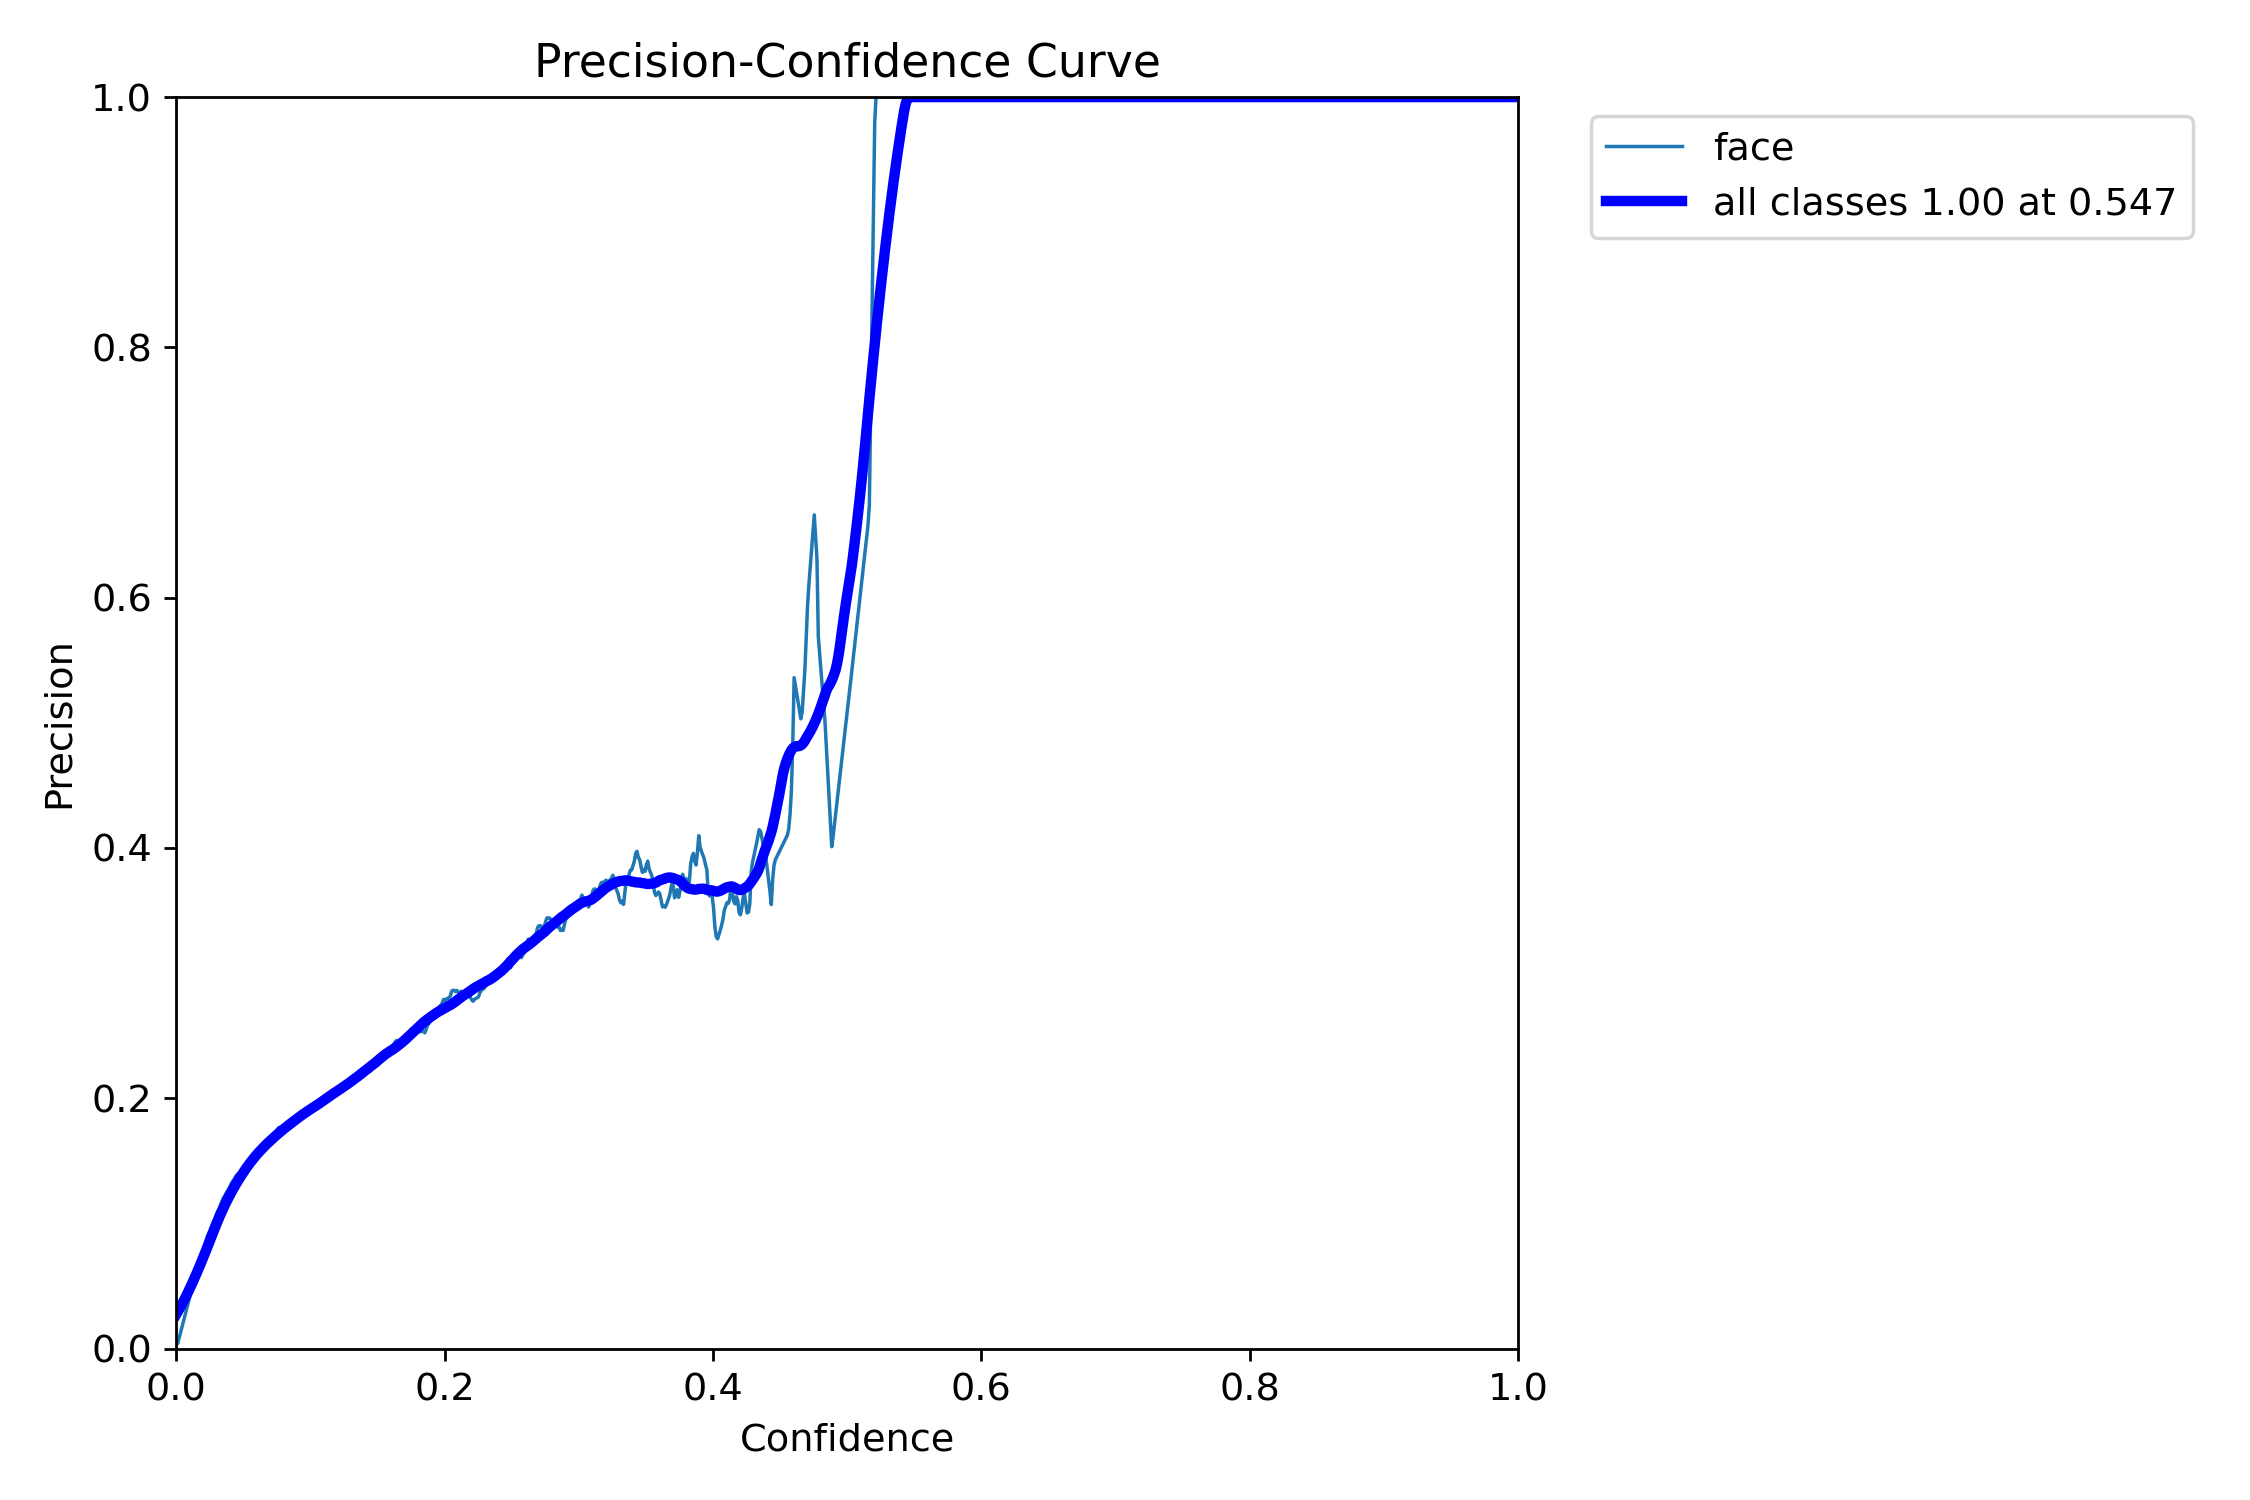 Precision-Confidence Curve
1.0
0.8
0.6
0.4
0.2
0.0
Precision
0.0 0.2 0.4 0.6 0.8 1.0
Confidence
face
all classes 1.00 at 0.547